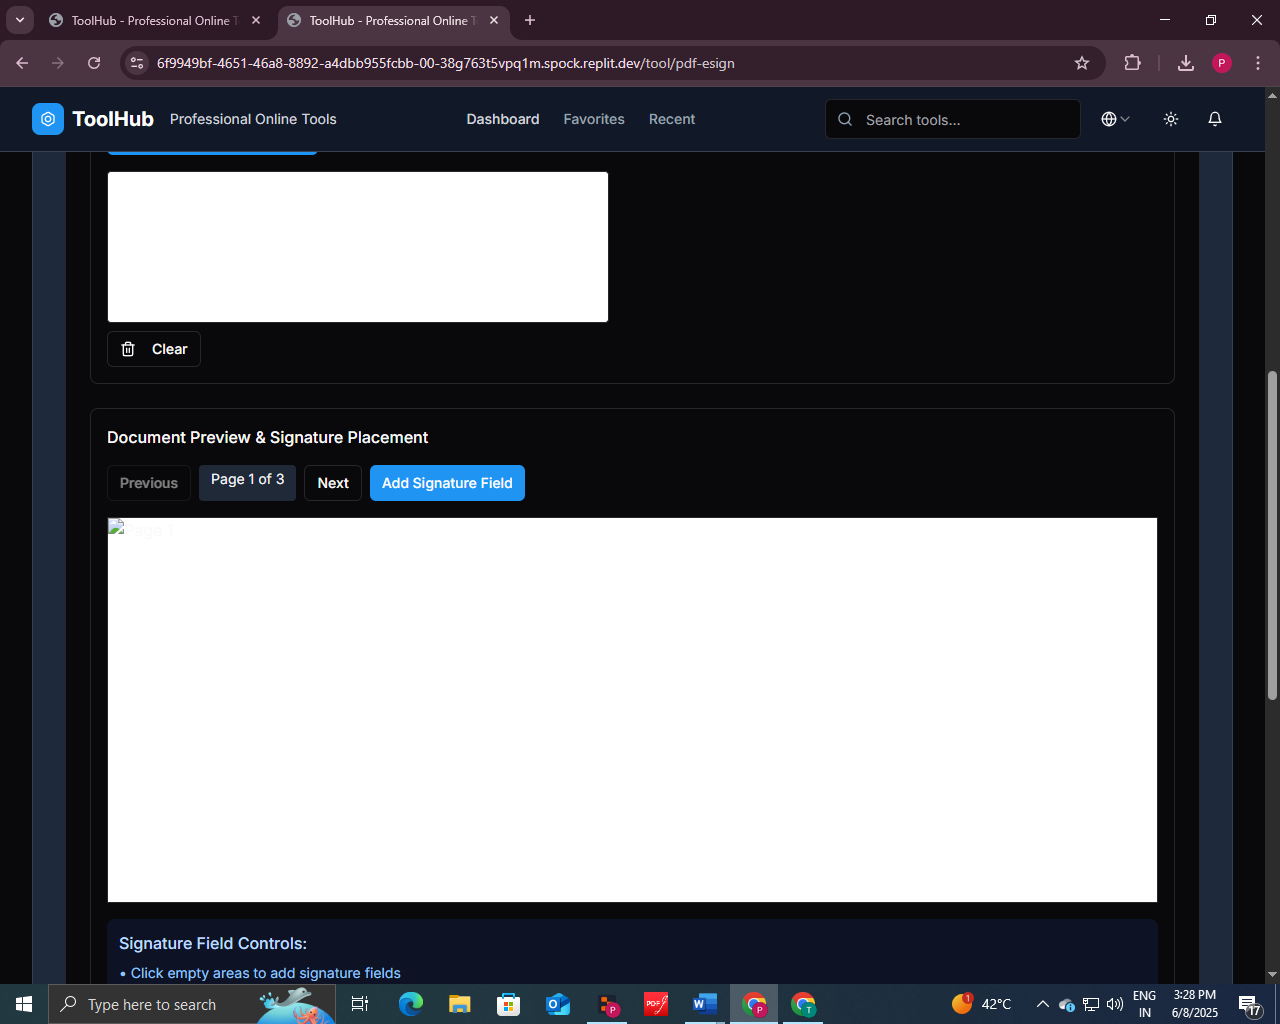 ToolHub - Professional Online T
ToolHub - Professional Online T
6f9949bf-4651-46a8-8892-a4dbb955fcbb-00-38g763t5vpq1m.spock.replit.dev/tool/pdf-esign
P
ToolHub Professional Online Tools Dashboard Favorites Recent Search tools...
Clear
Document Preview & Signature Placement
Previous Page 1 of 3 Next Add Signature Field
Page 1
Signature Field Controls:
• Click empty areas to add signature fields
Type here to search
P
PDF
W
P
T
1
42°C
ENG
IN
3:28 PM
6/8/2025
17